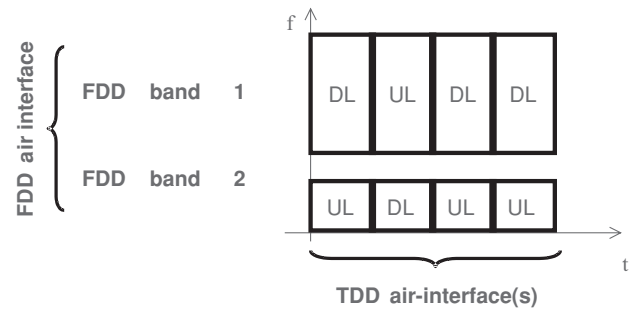 f
FDD air interface
FDD band 1
DL UL DL DL
FDD band 2
UL DL UL UL
t
TDD air-interface(s)